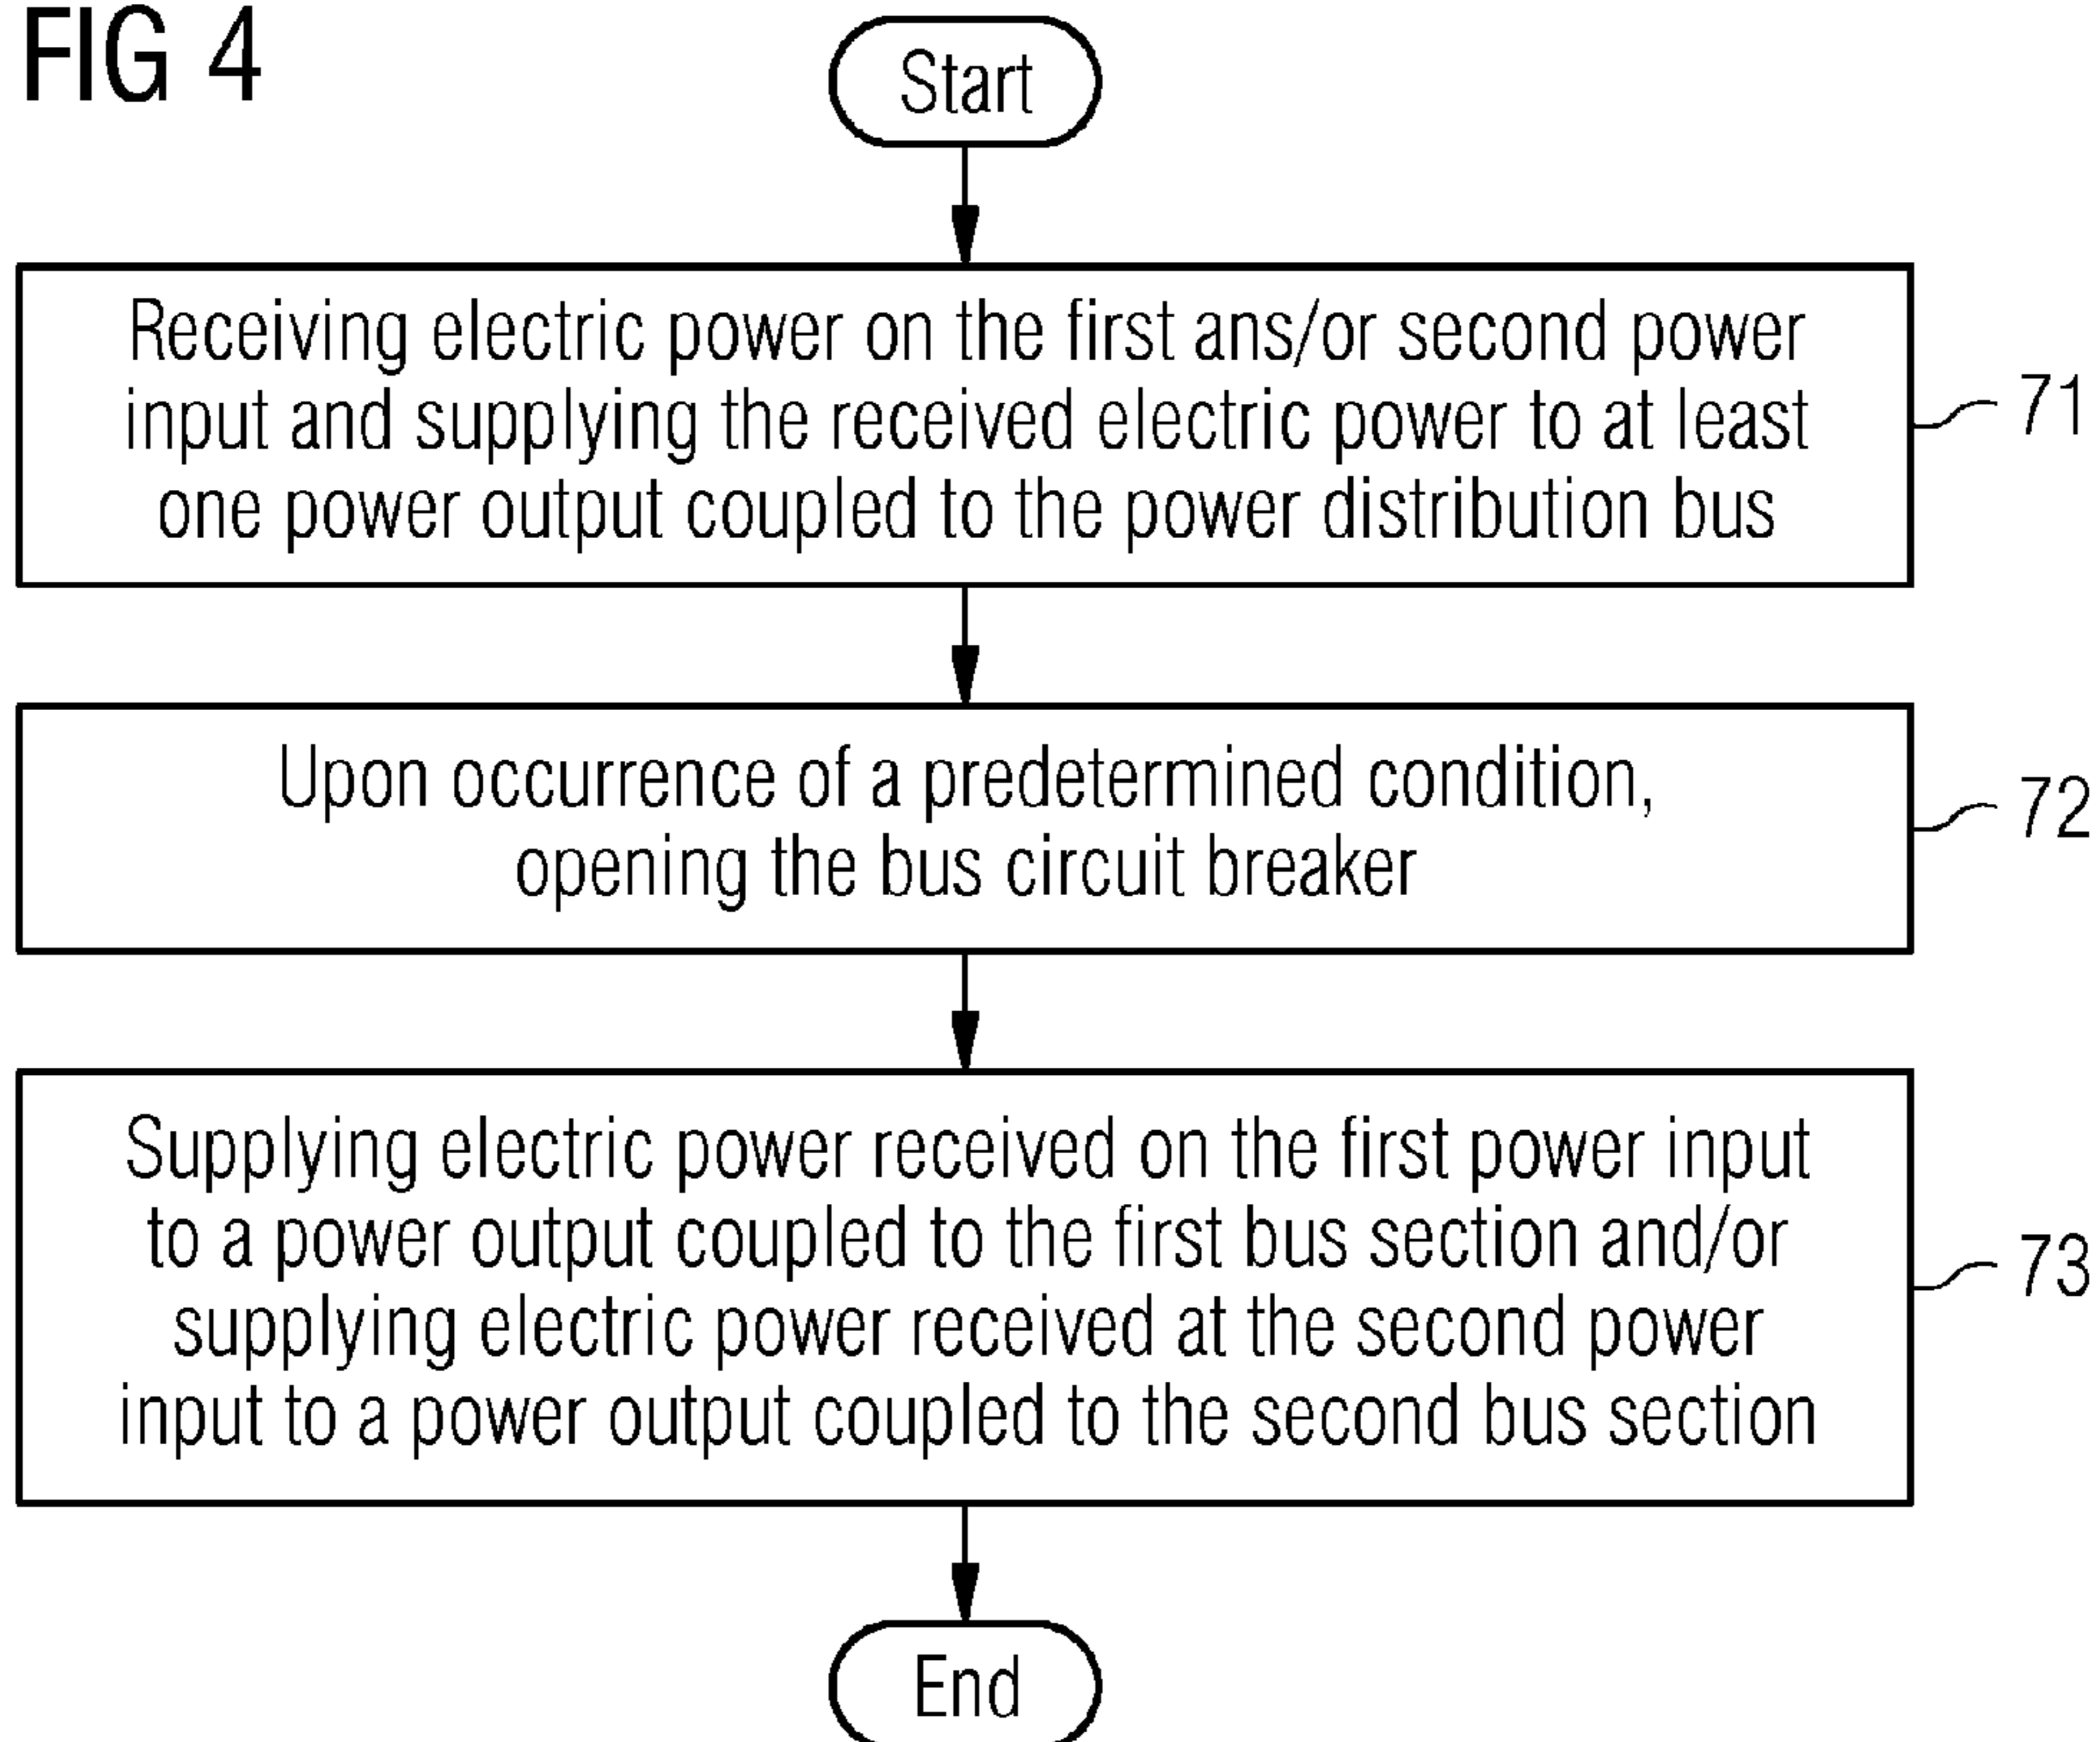 FIG 4
Start
Receiving electric power on the first ans/or second power
input and supplying the received electric power to at least
one power output coupled to the power distribution bus
71
Upon occurrence of a predetermined condition,
opening the bus circuit breaker
72
Supplying electric power received on the first power input
to a power output coupled to the first bus section and/or
supplying electric power received at the second power
input to a power output coupled to the second bus section
73
End